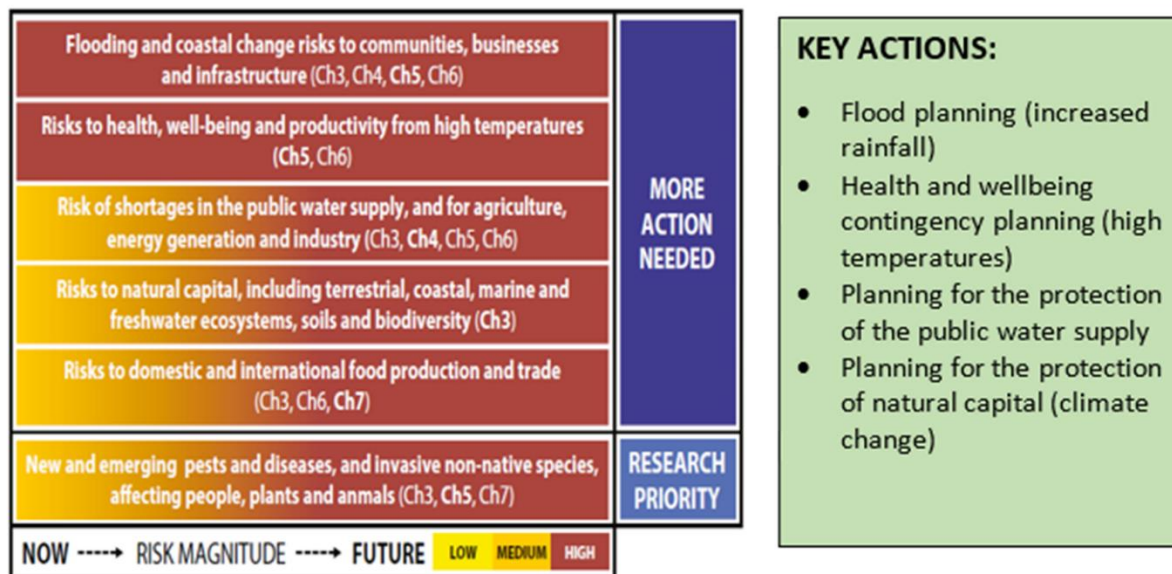 Flooding and coastal change risks to communities, businesses
and infrastructure (Ch3, Ch4, Ch5, Ch6)
Risks to health, well-being and productivity from high temperatures
(Ch5, Ch6)
Risk of shortages in the public water supply, and for agriculture,
energy generation and industry (Ch3, Ch4, Ch5, Ch6)
Risks to natural capital, including terrestrial, coastal, marine and
freshwater ecosystems, soils and biodiversity (Ch3)
Risks to domestic and international food production and trade
(Ch3, Ch6, Ch7)
MORE
ACTION
NEEDED
New and emerging pests and diseases, and invasive non-native species,
affecting people, plants and anmals (Ch3, Ch5, Ch7)
RESEARCH
PRIORITY
NOW ----→ RISK MAGNITUDE ----→ FUTURE LOW MEDIUM HIGH
KEY ACTIONS:
• Flood planning (increased
rainfall)
• Health and wellbeing
contingency planning (high
temperatures)
• Planning for the protection
of the public water supply
• Planning for the protection
of natural capital (climate
change)